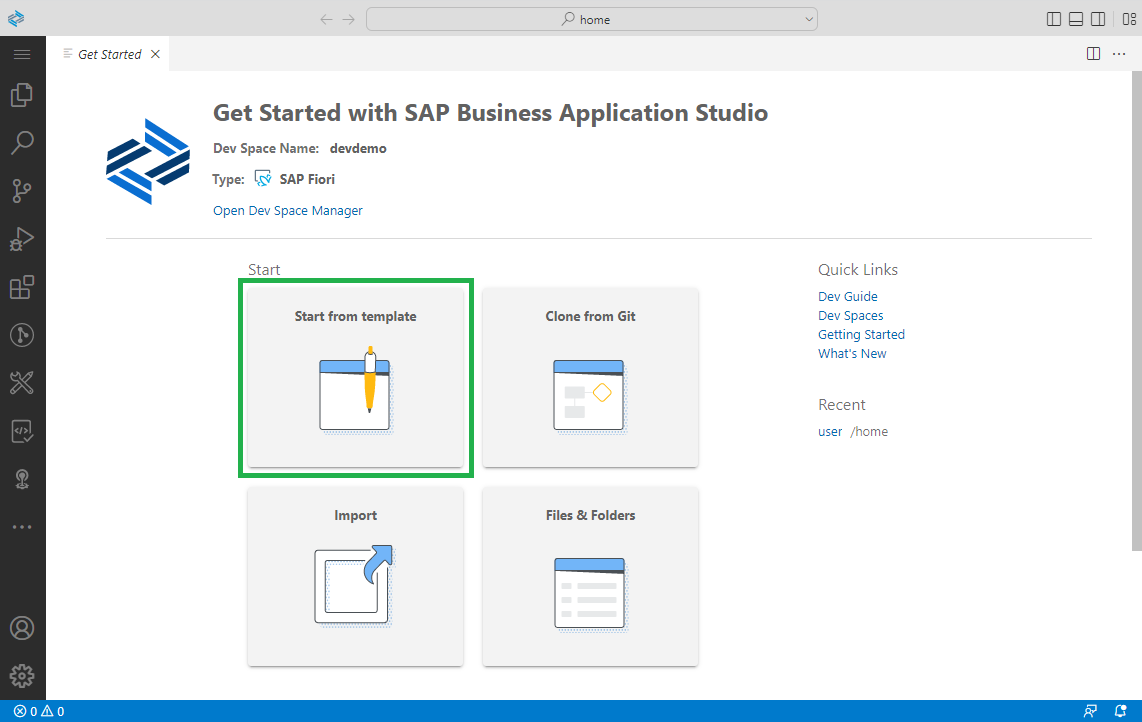 home
Get Started
Get Started with SAP Business Application Studio
Dev Space Name: devdemo
Type: SAP Fiori
Open Dev Space Manager
Start
Start from template
Clone from Git
Import
Files & Folders
Quick Links
Dev Guide
Dev Spaces
Getting Started
What's New
Recent
user /home
0 0